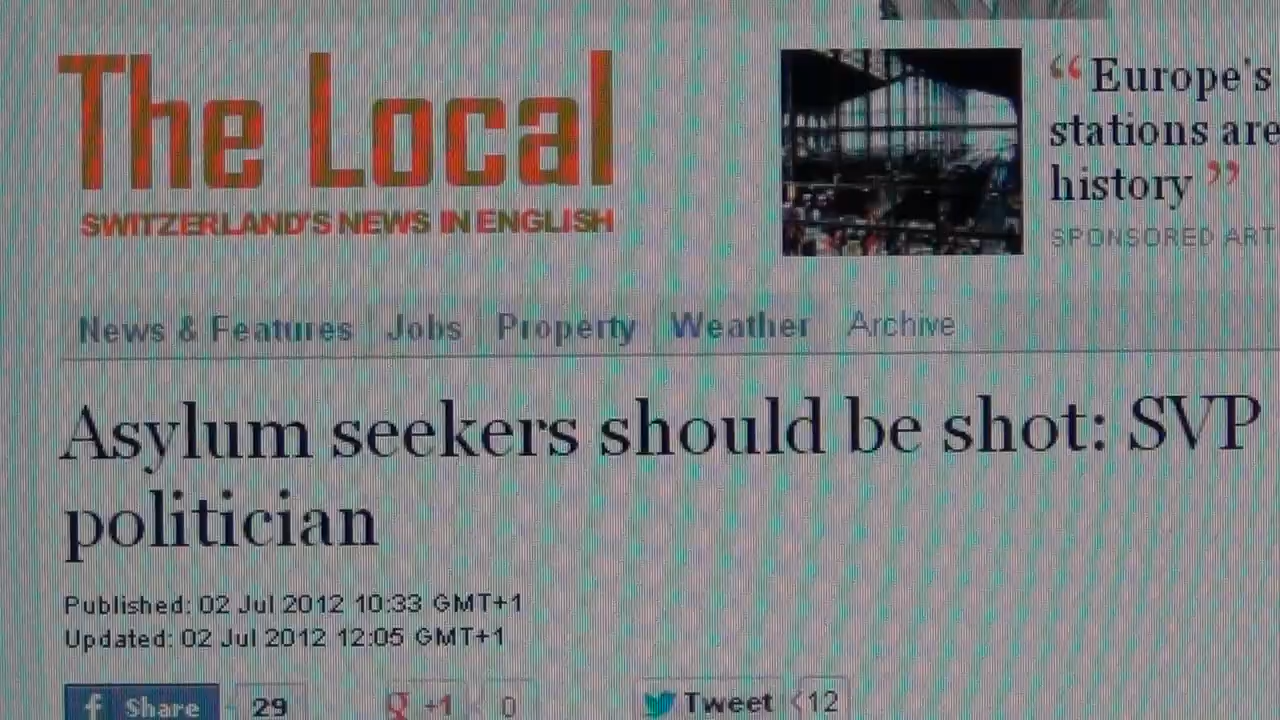 The Local
SWITZERLAND'S NEWS IN ENGLISH
“ Europe's
stations are
history ”
SPONSORED ART
News & Features
Jobs
Property
Weather
Archive
Asylum seekers should be shot: SVP
politician
Published: 02 Jul 2012 10:33 GMT+1
Updated: 02 Jul 2012 12:05 GMT+1
f Share 29
g +1 0
Tweet 12